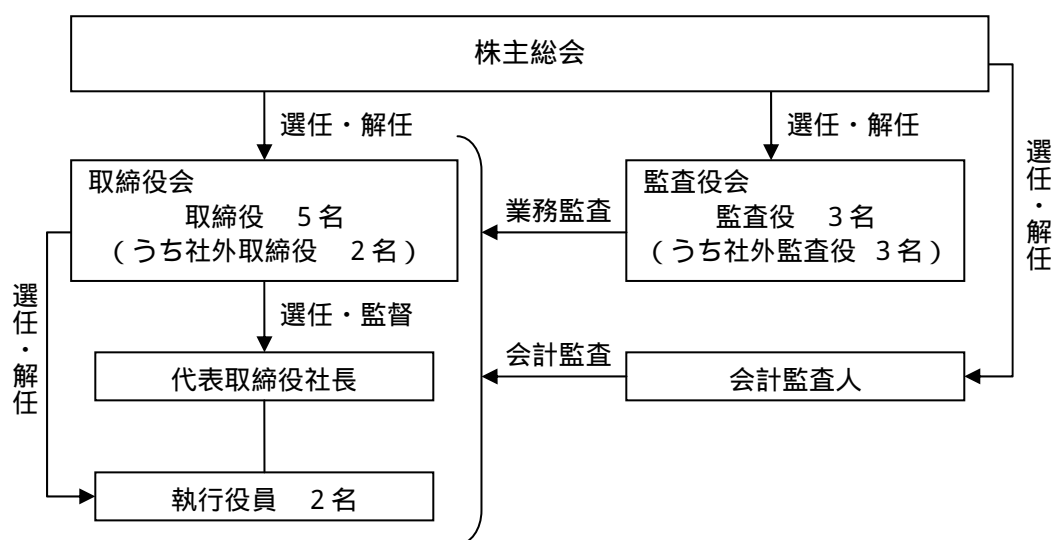 株主総会
選任・解任
選任・解任
選任・解任
取締役会
取締役 5名
(うち社外取締役 2名)
業務監査
監査役会
監査役 3名
(うち社外監査役 3名)
選任・解任
選任・監督
代表取締役社長
会計監査
会計監査人
執行役員 2名